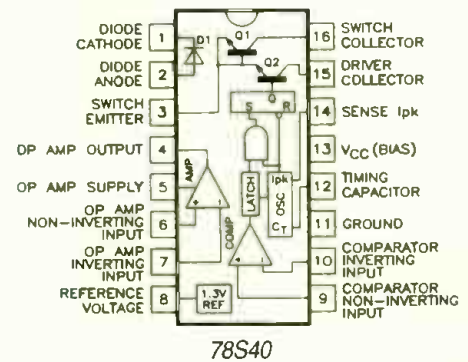 DIODE
CATHODE
1
DIODE
ANODE
2
SWITCH
EMITTER
3
OP AMP OUTPUT
4
OP AMP SUPPLY
5
OP AMP
NON-INVERTING
INPUT
6
OP AMP
INVERTING
INPUT
7
REFERENCE
VOLTAGE
8
D1
Q1
Q2
Q
S
R
AMP
COMP
LATCH
Ipk
OSC
CT
1.3V
REF
16
SWITCH
COLLECTOR
15
DRIVER
COLLECTOR
14
SENSE Ipk
13
VCC (BIAS)
12
TIMING
CAPACITOR
11
GROUND
10
COMPARATOR
INVERTING
INPUT
9
COMPARATOR
NON-INVERTING
INPUT
78S40